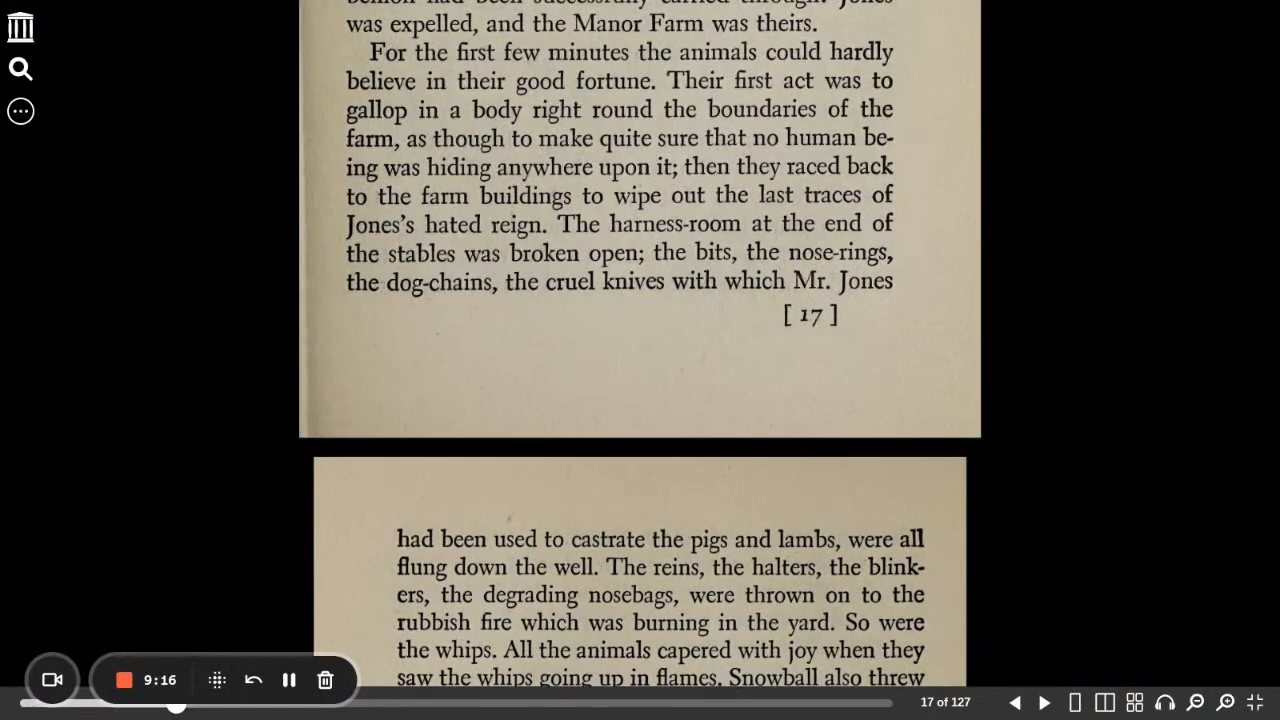 was expelled, and the Manor Farm was theirs.
For the first few minutes the animals could hardly
believe in their good fortune. Their first act was to
gallop in a body right round the boundaries of the
farm, as though to make quite sure that no human be-
ing was hiding anywhere upon it; then they raced back
to the farm buildings to wipe out the last traces of
Jones's hated reign. The harness-room at the end of
the stables was broken open; the bits, the nose-rings,
the dog-chains, the cruel knives with which Mr. Jones
[ 17 ]
had been used to castrate the pigs and lambs, were all
flung down the well. The reins, the halters, the blink-
ers, the degrading nosebags, were thrown on to the
rubbish fire which was burning in the yard. So were
the whips. All the animals capered with joy when they
saw the whips going up in flames. Snowball also threw
9:16
17 of 127